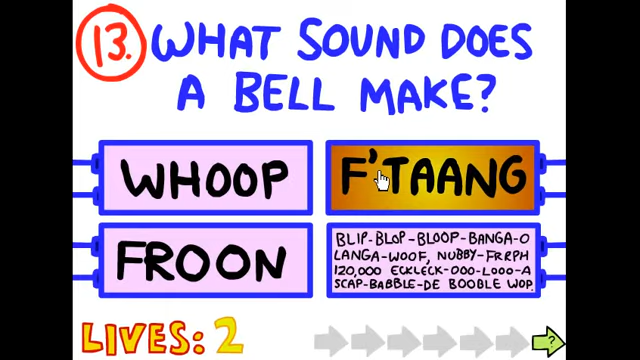 13. WHAT SOUND DOES
A BELL MAKE?
WHOOP
F'TAANG
FROON
BLIP-BLOP-BLOOP-BANGA-O
LANGA-WOOF, NUBBY-FRRPH
120,000 ECKLECK-OOO-LOOO-A
SCAP-BABBLE-DE BOOBLE WOP.
LIVES: 2
?